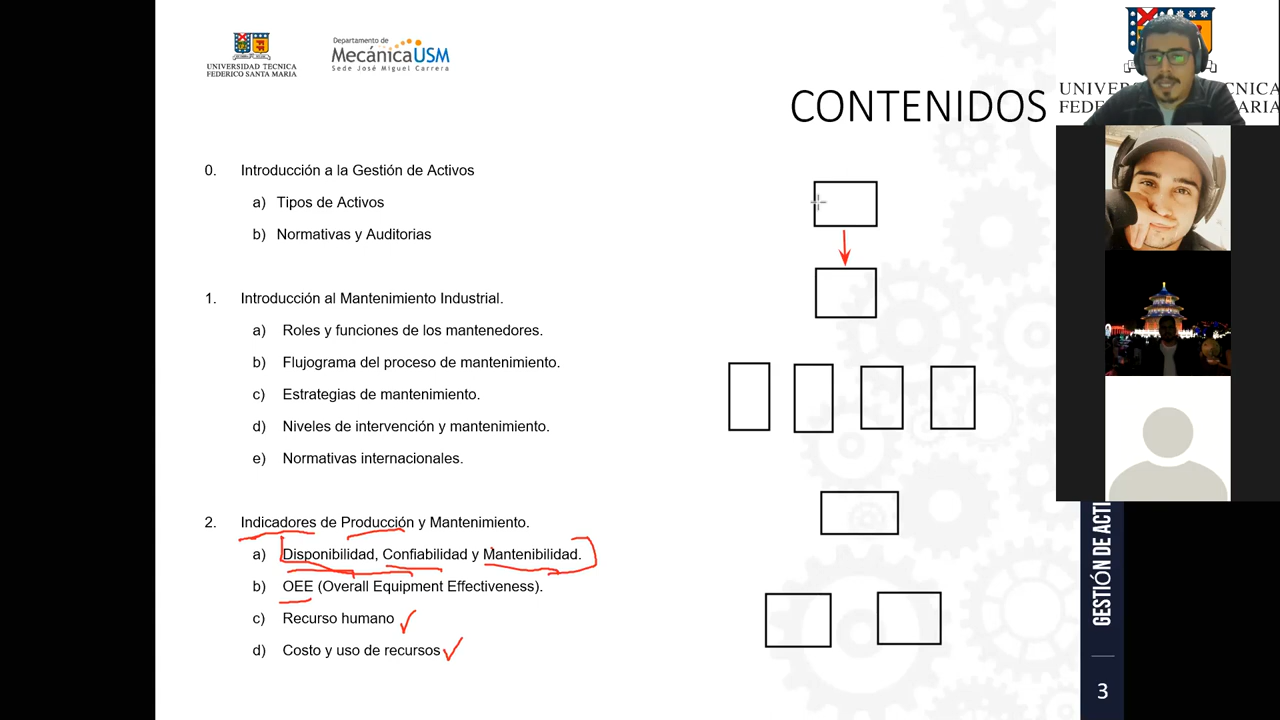 UNIVERSIDAD TECNICA
FEDERICO SANTA MARIA
Departamento de
MecánicaUSM
Sede José Miguel Carrera
CONTENIDOS
0. Introducción a la Gestión de Activos
a) Tipos de Activos
b) Normativas y Auditorias
1. Introducción al Mantenimiento Industrial.
a) Roles y funciones de los mantenedores.
b) Flujograma del proceso de mantenimiento.
c) Estrategias de mantenimiento.
d) Niveles de intervención y mantenimiento.
e) Normativas internacionales.
2. Indicadores de Producción y Mantenimiento.
a) Disponibilidad, Confiabilidad y Mantenibilidad.
b) OEE (Overall Equipment Effectiveness).
c) Recurso humano
d) Costo y uso de recursos
GESTIÓN DE ACTI
3